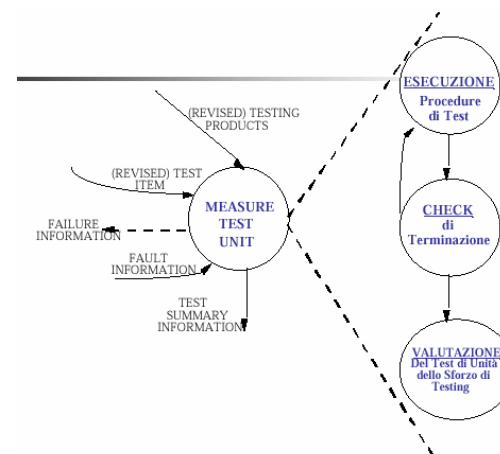 (REVISED) TESTING
PRODUCTS
(REVISED) TEST
ITEM
MEASURE
TEST
UNIT
FAILURE
INFORMATION
FAULT
INFORMATION
TEST
SUMMARY
INFORMATION
ESECUZIONE
Procedure
di Test
CHECK
di
Terminazione
VALUTAZIONE
Del Test di Unità
dello Sforzo di
Testing